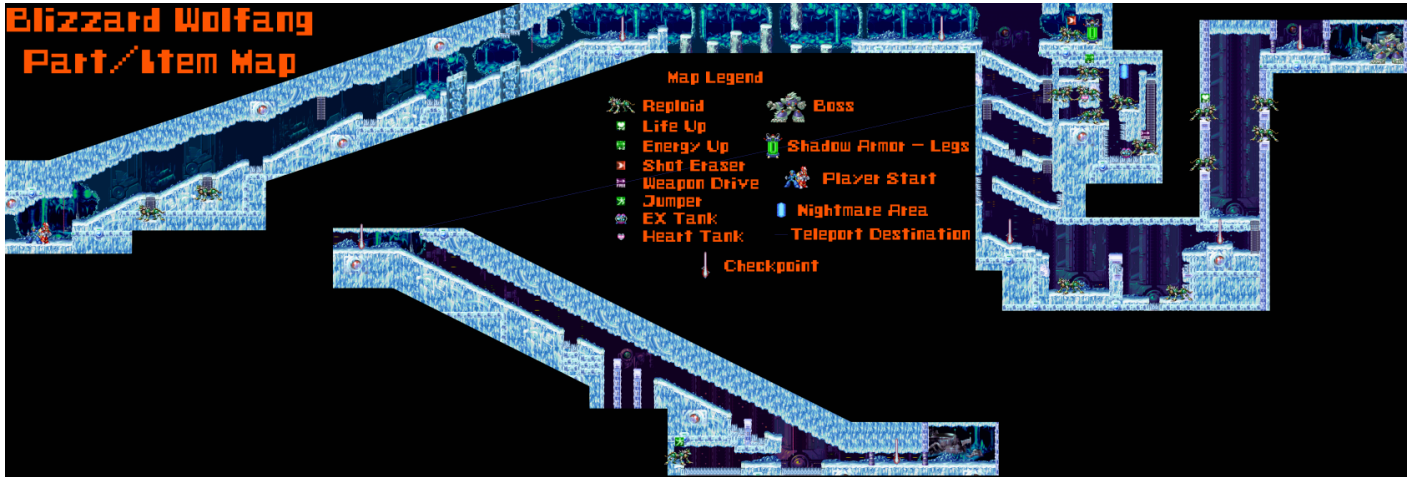 Blizzard Wolfang
Part/Item Map
Map Legend
Reploid
Boss
Life Up
Energy Up
Shadow Armor - Legs
Shot Eraser
Weapon Drive
Player Start
Jumper
Nightmare Area
EX Tank
Heart Tank
Teleport Destination
Checkpoint